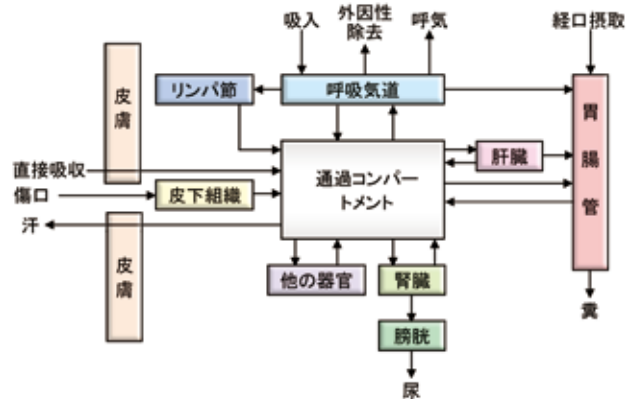 吸入
外因性
除去
呼気
経口摂取
皮
膚
リンパ節
呼吸気道
胃
腸
管
直接吸収
傷口
汗
皮下組織
通過コンパー
トメント
肝臓
皮
膚
他の器官
腎臓
膀胱
糞
尿